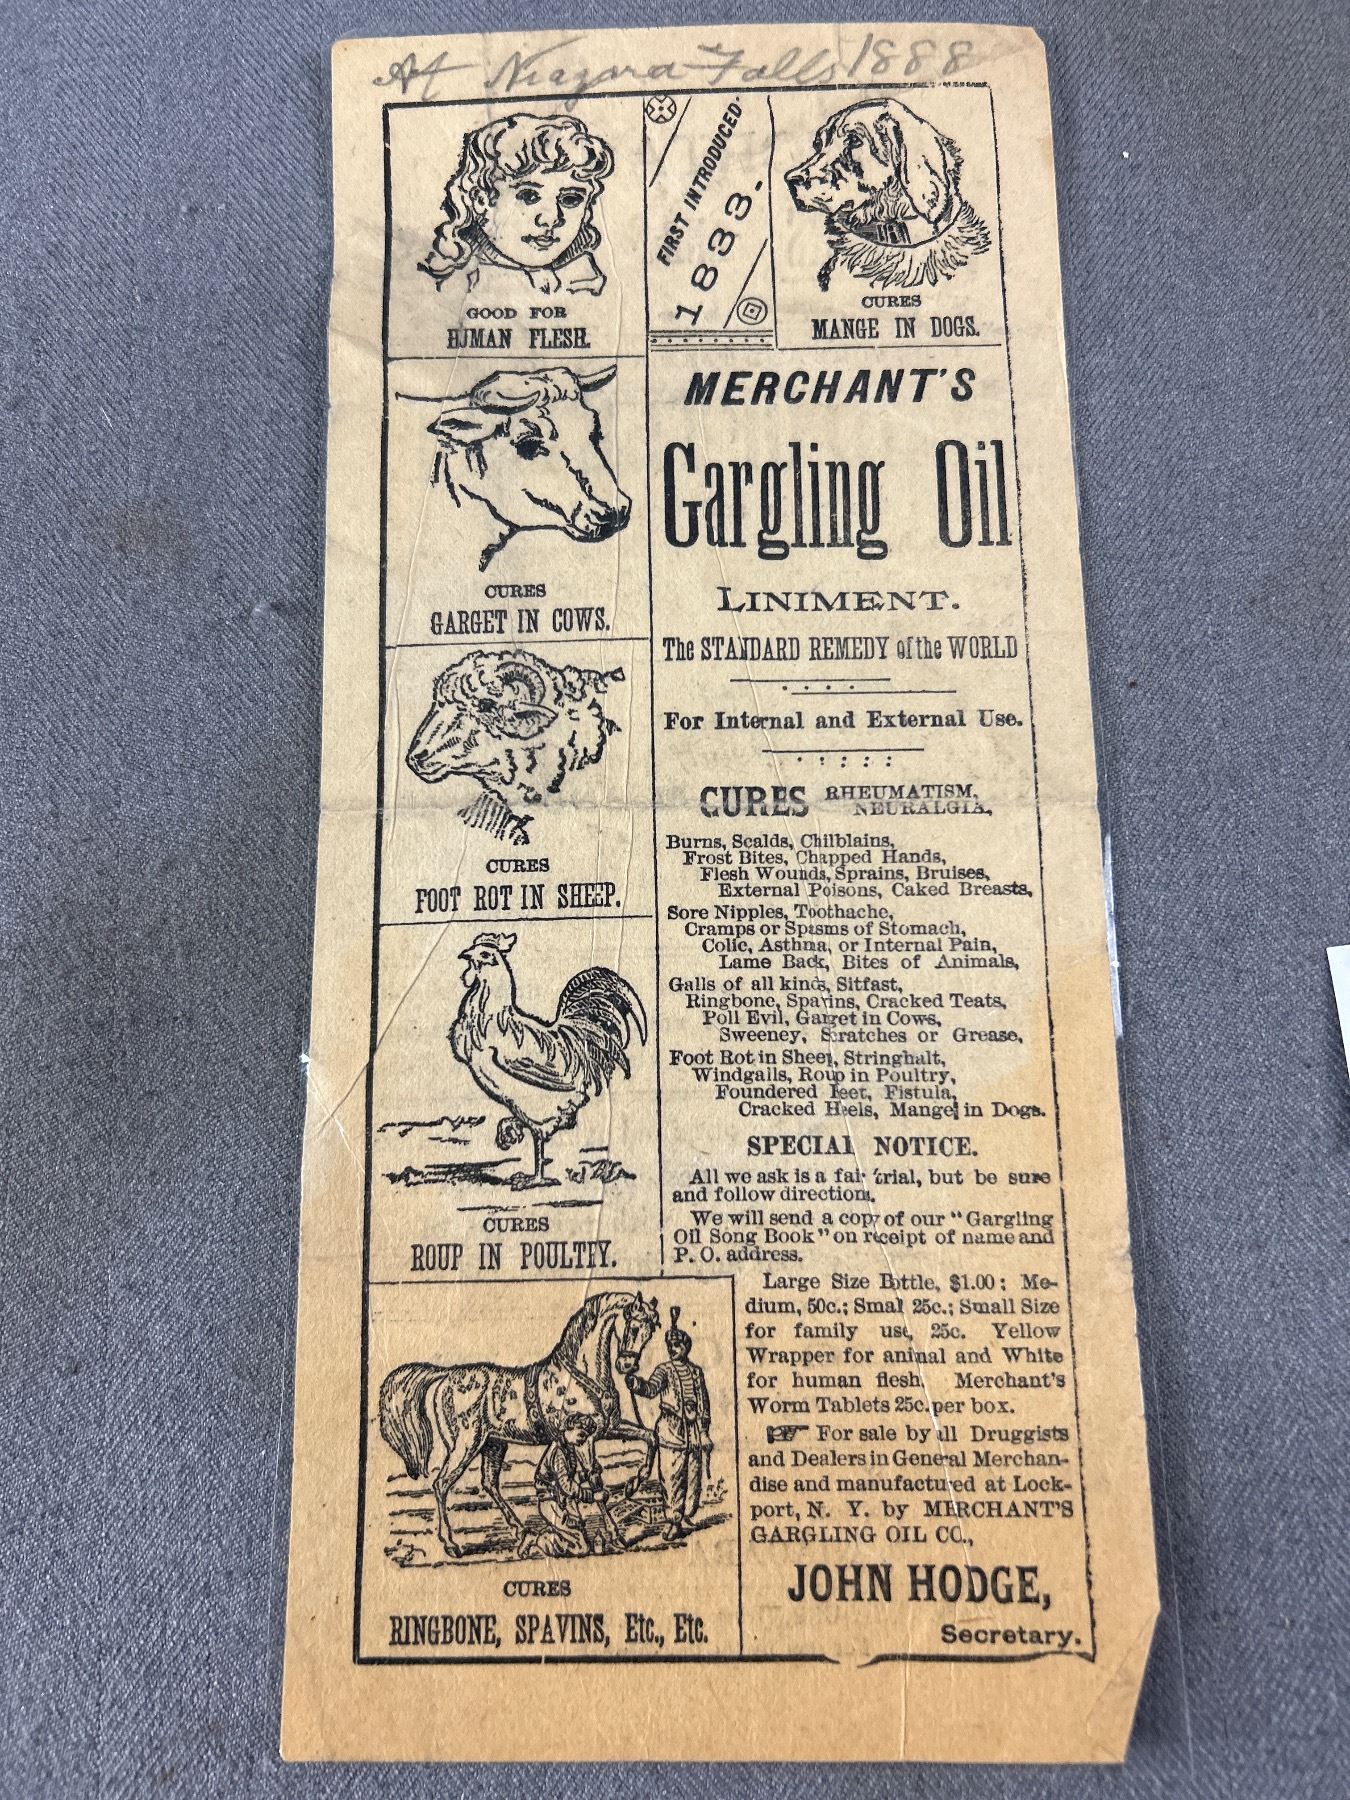 At Niagara Falls 1888
GOOD FOR
HUMAN FLESH.
FIRST INTRODUCED
1833.
CURES
MANGE IN DOGS.
CURES
GARGET IN COWS.
CURES
FOOT ROT IN SHEEP.
CURES
ROUP IN POULTRY.
CURES
RINGBONE, SPAVINS, Etc., Etc.
MERCHANT'S
Gargling Oil
LINIMENT.
The STANDARD REMEDY of the WORLD
For Internal and External Use.
CURES RHEUMATISM,
NEURALGIA,
Burns, Scalds, Chilblains,
Frost Bites, Chapped Hands,
Flesh Wounds, Sprains, Bruises,
External Poisons, Caked Breasts,
Sore Nipples, Toothache,
Cramps or Spasms of Stomach,
Colic, Asthma, or Internal Pain,
Lame Back, Bites of Animals,
Galls of all kinds, Sitfast,
Ringbone, Spavins, Cracked Teats,
Poll Evil, Garget in Cows,
Sweeney, Scratches or Grease,
Foot Rot in Sheep, Stringhalt,
Windgalls, Roup in Poultry,
Foundered Feet, Fistula,
Cracked Heels, Mange in Dogs.
SPECIAL NOTICE.
All we ask is a fair trial, but be sure
and follow directions.
We will send a copy of our "Gargling
Oil Song Book" on receipt of name and
P. O. address.
Large Size Bottle, $1.00; Me-
dium, 50c.; Small 25c.; Small Size
for family use, 25c. Yellow
Wrapper for animal and White
for human flesh. Merchant's
Worm Tablets 25c. per box.
☞ For sale by all Druggists
and Dealers in General Merchan-
dise and manufactured at Lock-
port, N. Y. by MERCHANT'S
GARGLING OIL CO.,
JOHN HODGE,
Secretary.